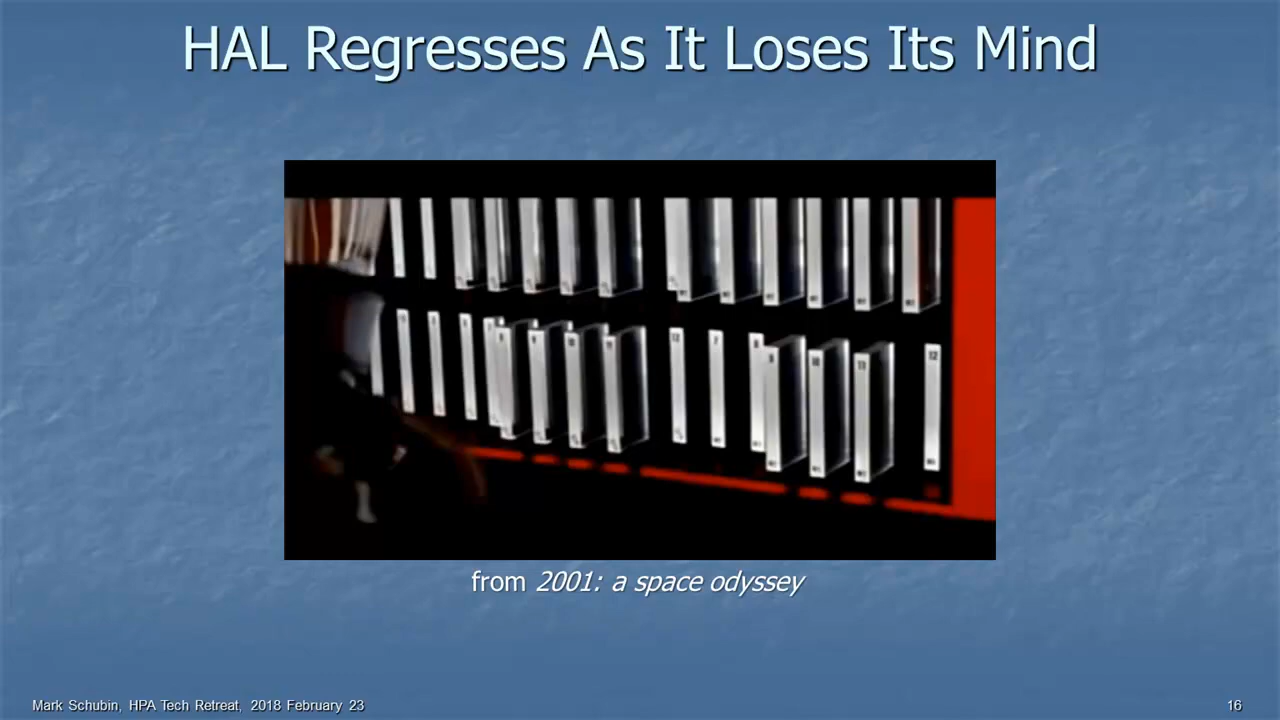 HAL Regresses As It Loses Its Mind
from 2001: a space odyssey
Mark Schubin, HPA Tech Retreat, 2018 February 23
16